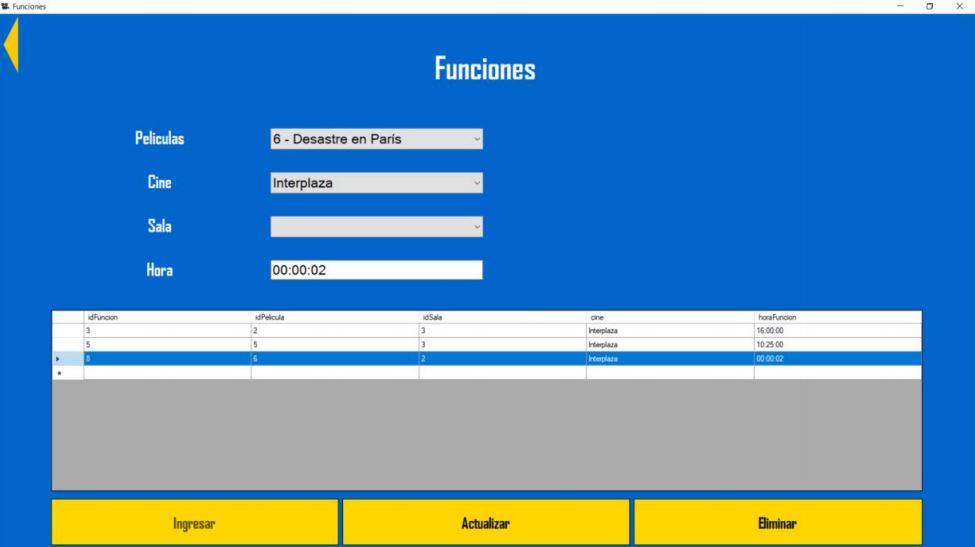 Funciones
Funciones
Peliculas 6 - Desastre en París
Cine Interplaza
Sala
Hora 00:00:02
idFuncion idPelicula idSala cine horaFuncion
3 2 3 Interplaza 16:00:00
5 5 3 Interplaza 10:25:00
8 6 2 Interplaza 00:00:02
Ingresar Actualizar Eliminar